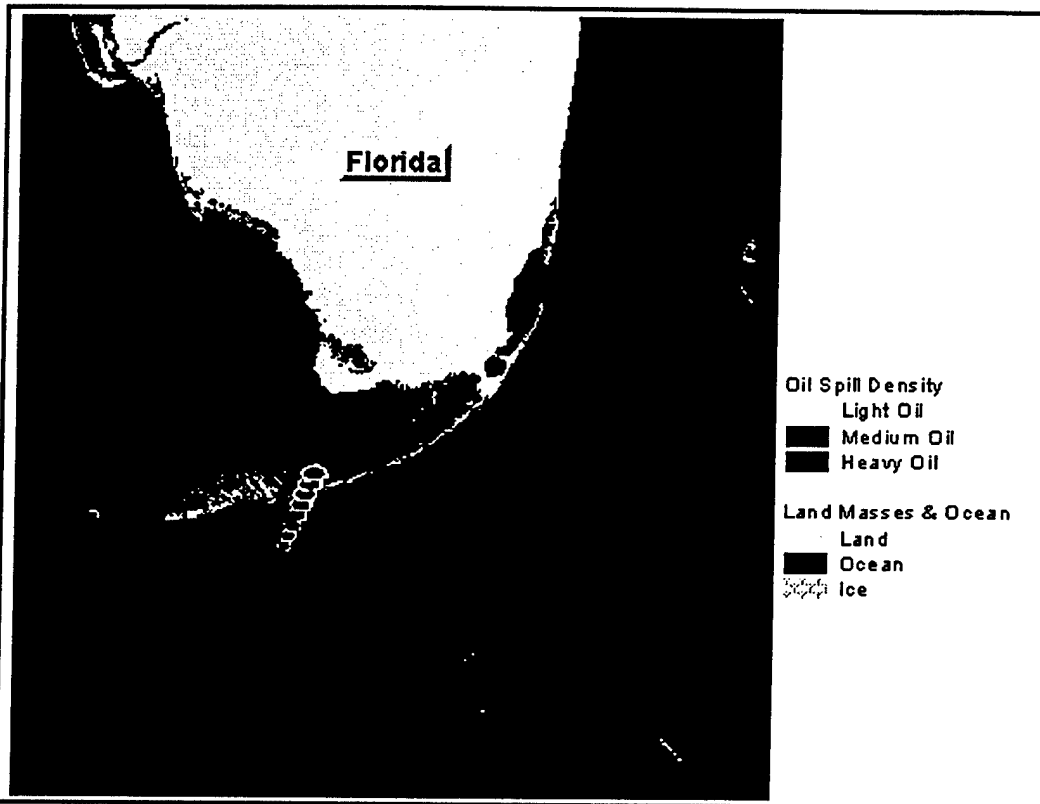 Florida
Oil Spill Density
Light Oil
Medium Oil
Heavy Oil
Land Masses & Ocean
Land
Ocean
Ice